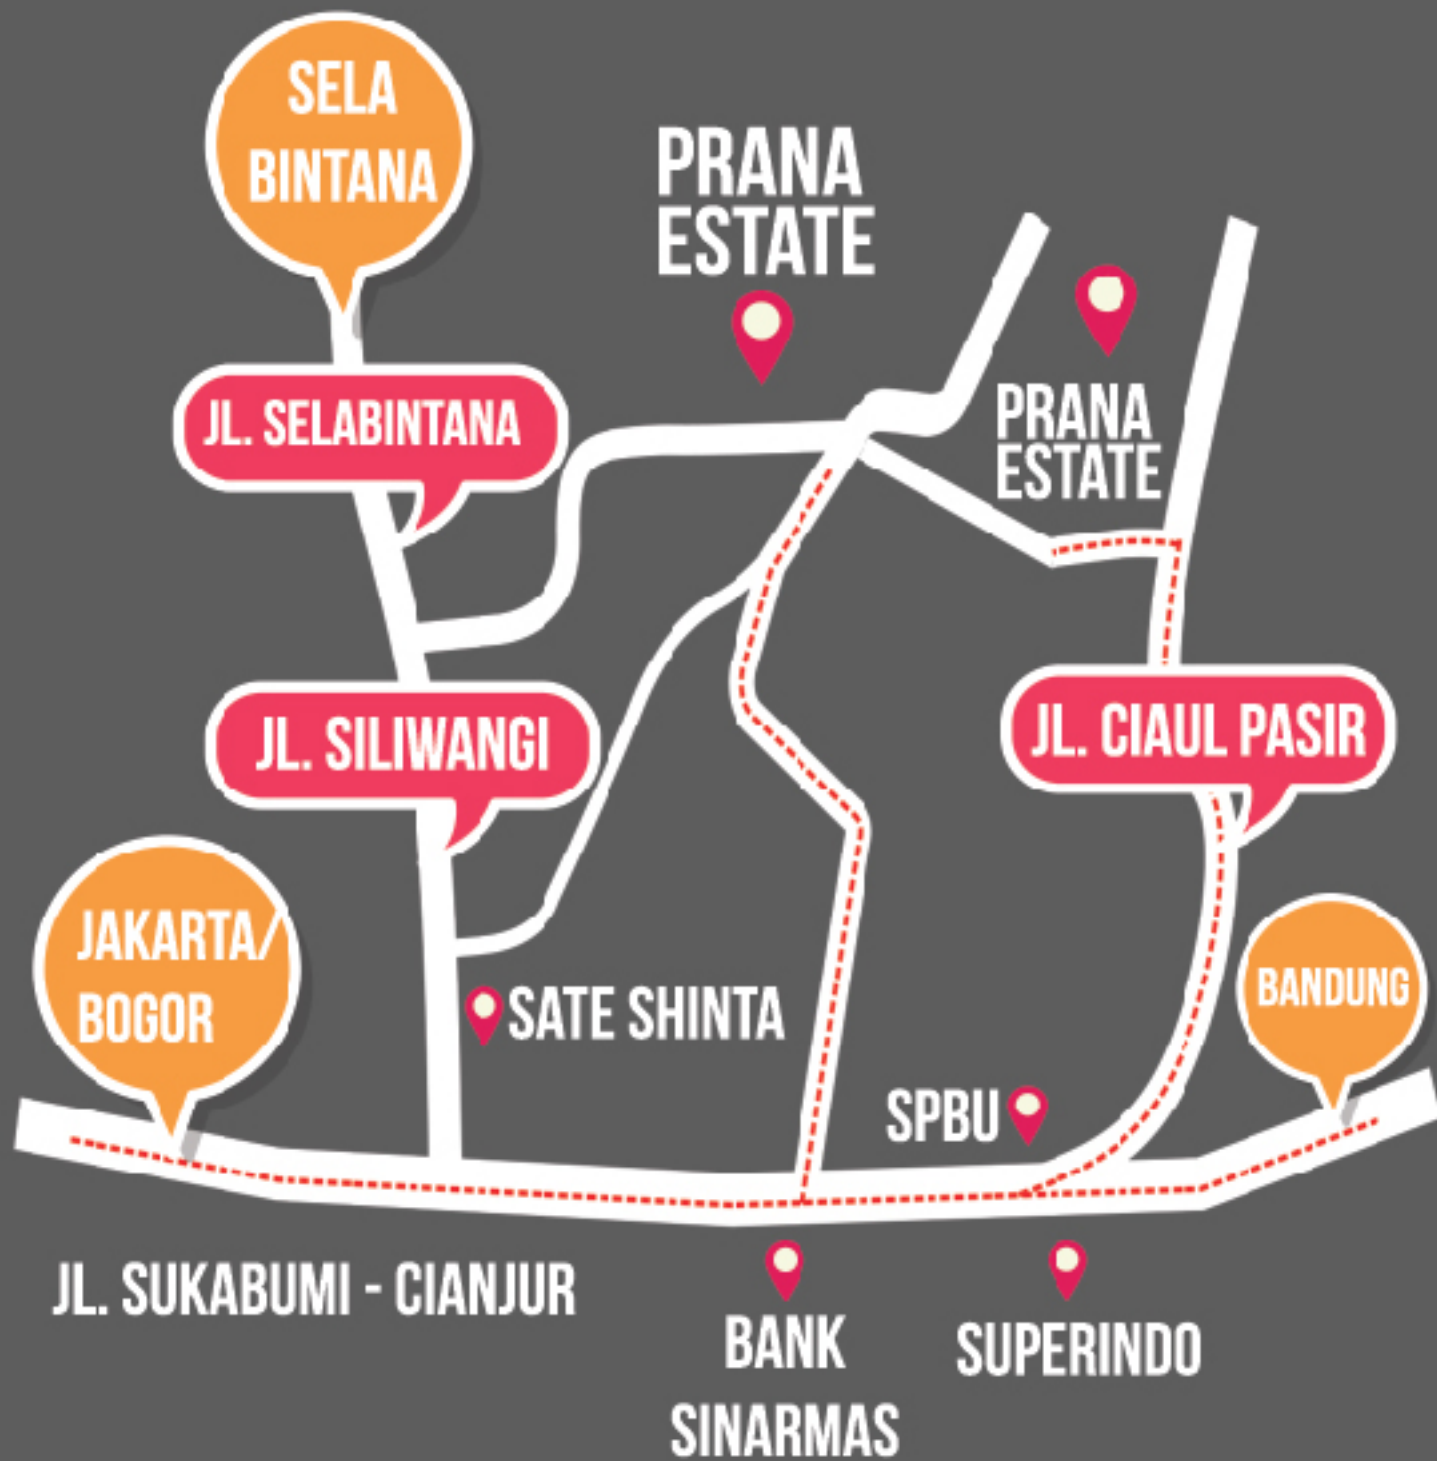 SELA
BINTANA
PRANA
ESTATE
PRANA
ESTATE
JL. SELABINTANA
JL. SILIWANGI
JL. CIAUL PASIR
JAKARTA/
BOGOR
BANDUNG
SATE SHINTA
SPBU
JL. SUKABUMI - CIANJUR
BANK
SINARMAS
SUPERINDO